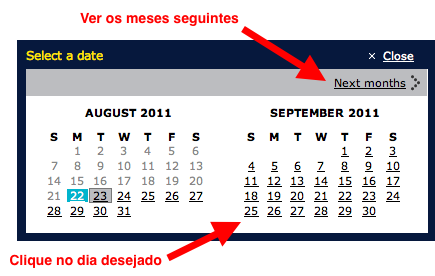 Ver os meses seguintes
Select a date
× Close
Next months
AUGUST 2011
S M T W T F S
1 2 3 4 5 6
7 8 9 10 11 12 13
14 15 16 17 18 19 20
21 22 23 24 25 26 27
28 29 30 31
SEPTEMBER 2011
S M T W T F S
1 2 3
4 5 6 7 8 9 10
11 12 13 14 15 16 17
18 19 20 21 22 23 24
25 26 27 28 29 30
Clique no dia desejado